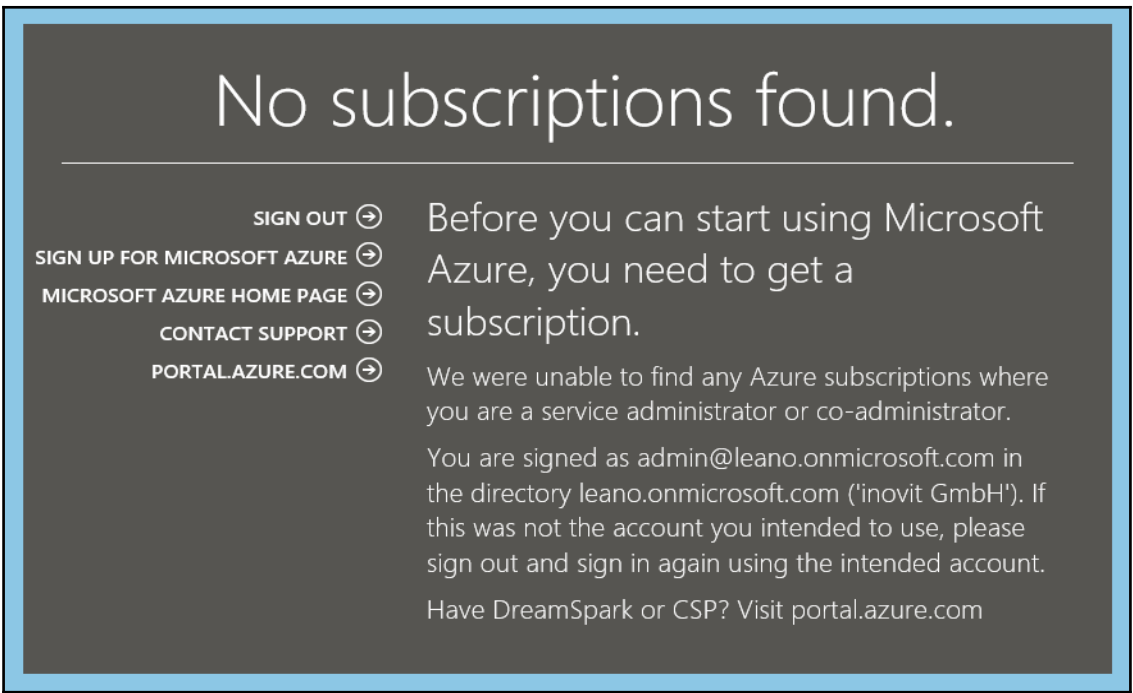 No subscriptions found.
SIGN OUT
SIGN UP FOR MICROSOFT AZURE
MICROSOFT AZURE HOME PAGE
CONTACT SUPPORT
PORTAL.AZURE.COM
Before you can start using Microsoft
Azure, you need to get a
subscription.
We were unable to find any Azure subscriptions where
you are a service administrator or co-administrator.
You are signed as admin@leano.onmicrosoft.com in
the directory leano.onmicrosoft.com ('inovit GmbH'). If
this was not the account you intended to use, please
sign out and sign in again using the intended account.
Have DreamSpark or CSP? Visit portal.azure.com